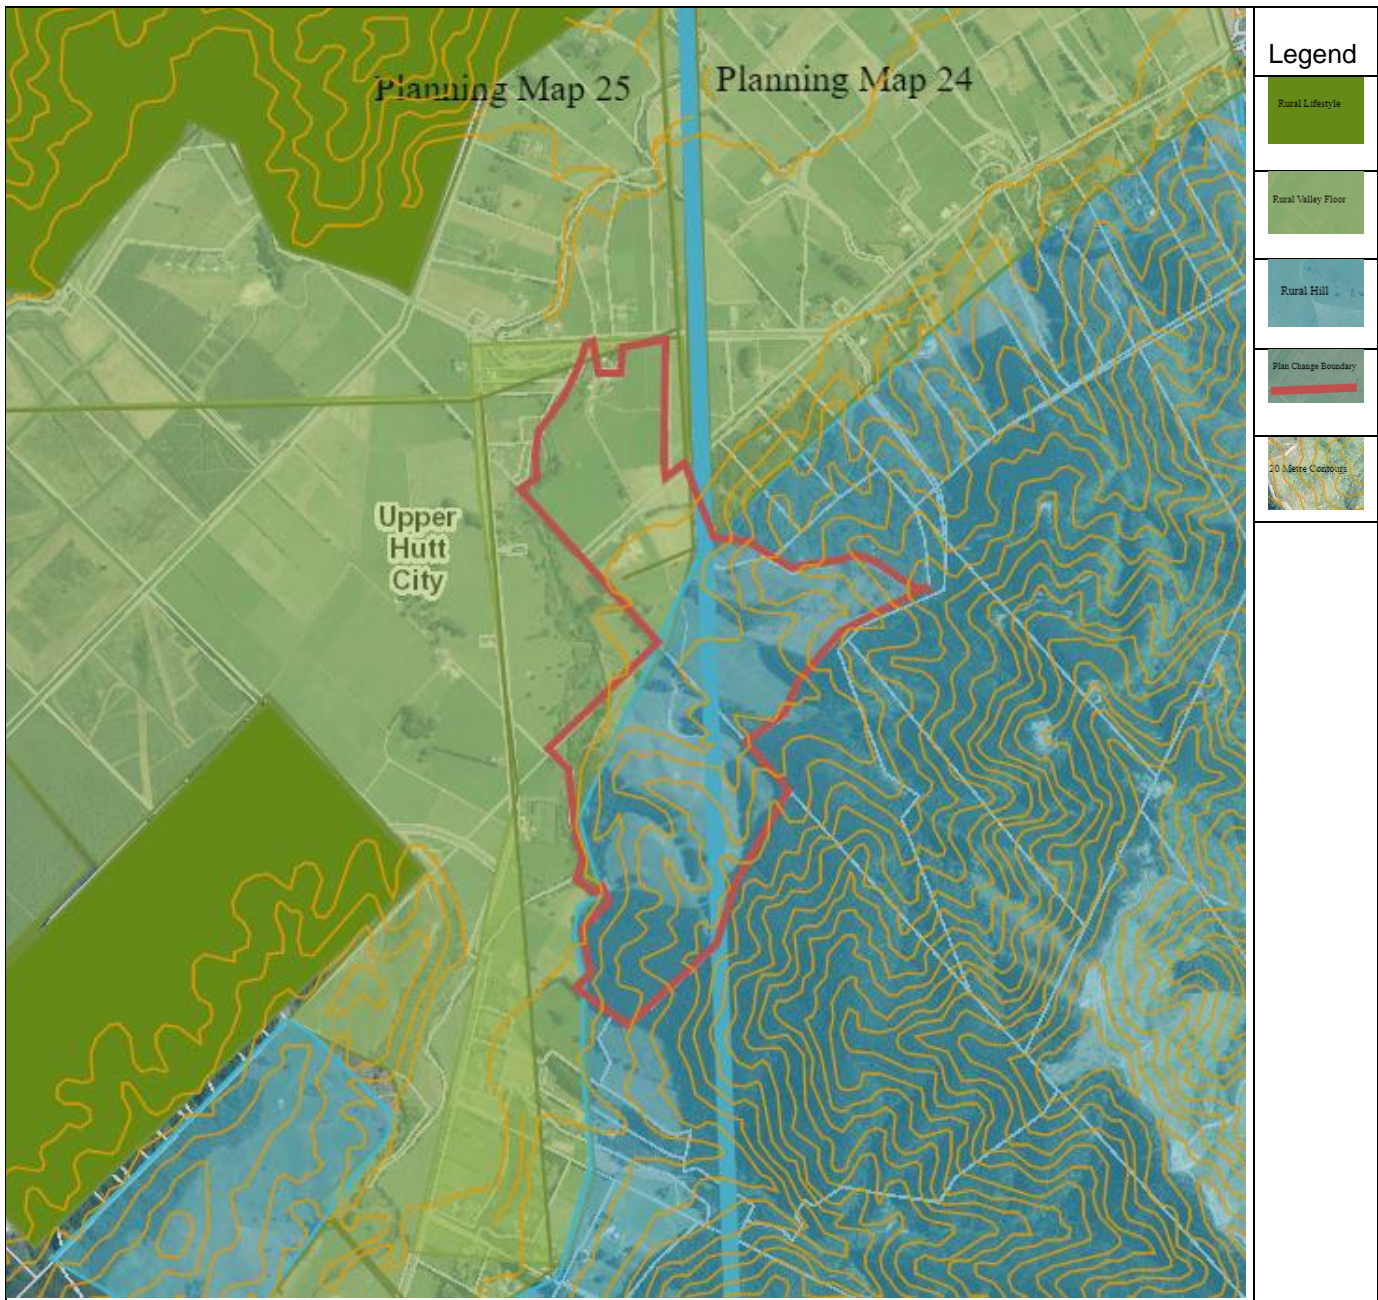 Planning Map 25
Planning Map 24
Upper
Hutt
City
Legend
Rural Lifestyle
Rural Valley Floor
Rural Hill
Plan Change Boundary
20 Metre Contours